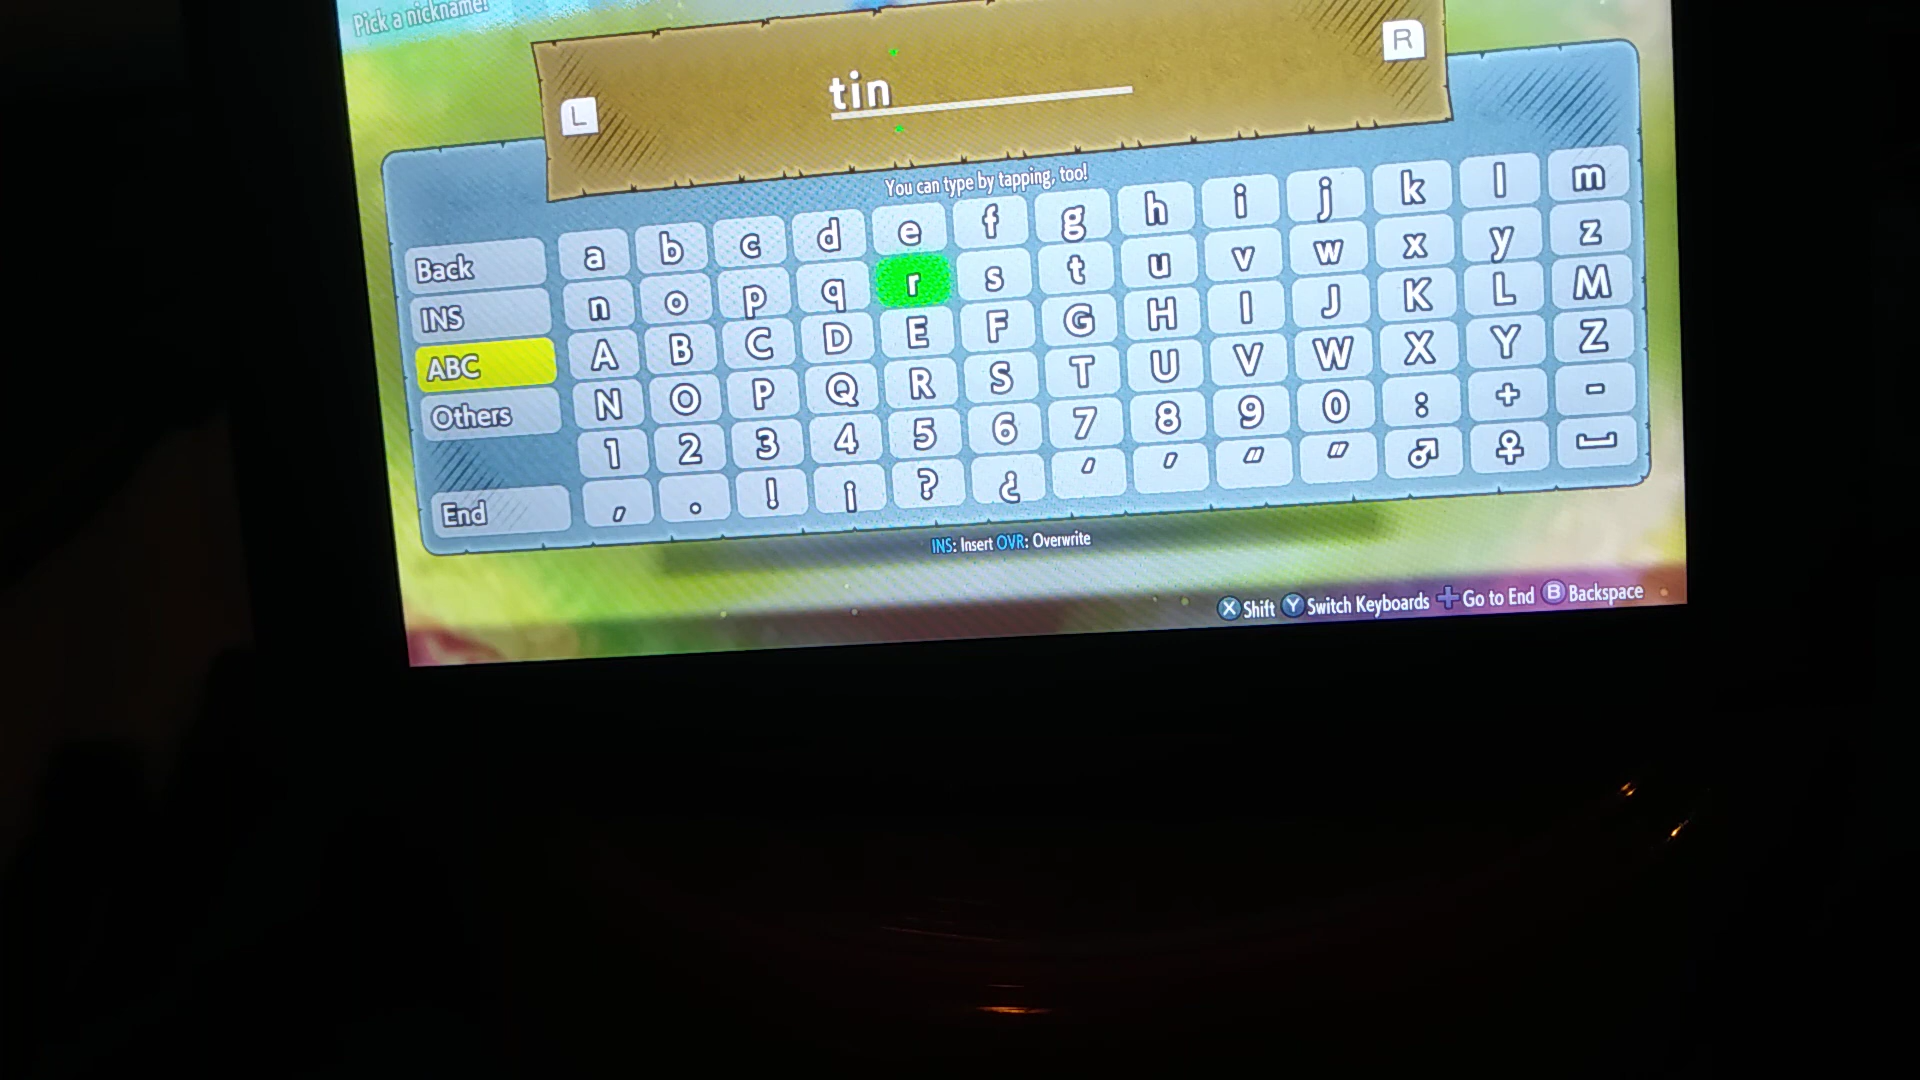 Pick a nickname!
L
R
tin
You can type by tapping, too!
Back a b c d e f g h i j k l m
INS n o p q r s t u v w x y z
ABC A B C D E F G H I J K L M
Others N O P Q R S T U V W X Y Z
1 2 3 4 5 6 7 8 9 0 : + -
End , . ! ¡ ? ¿ ‘ ’ “ ” ♂ ♀ ␣
INS: Insert OVR: Overwrite
X Shift Y Switch Keyboards + Go to End B Backspace